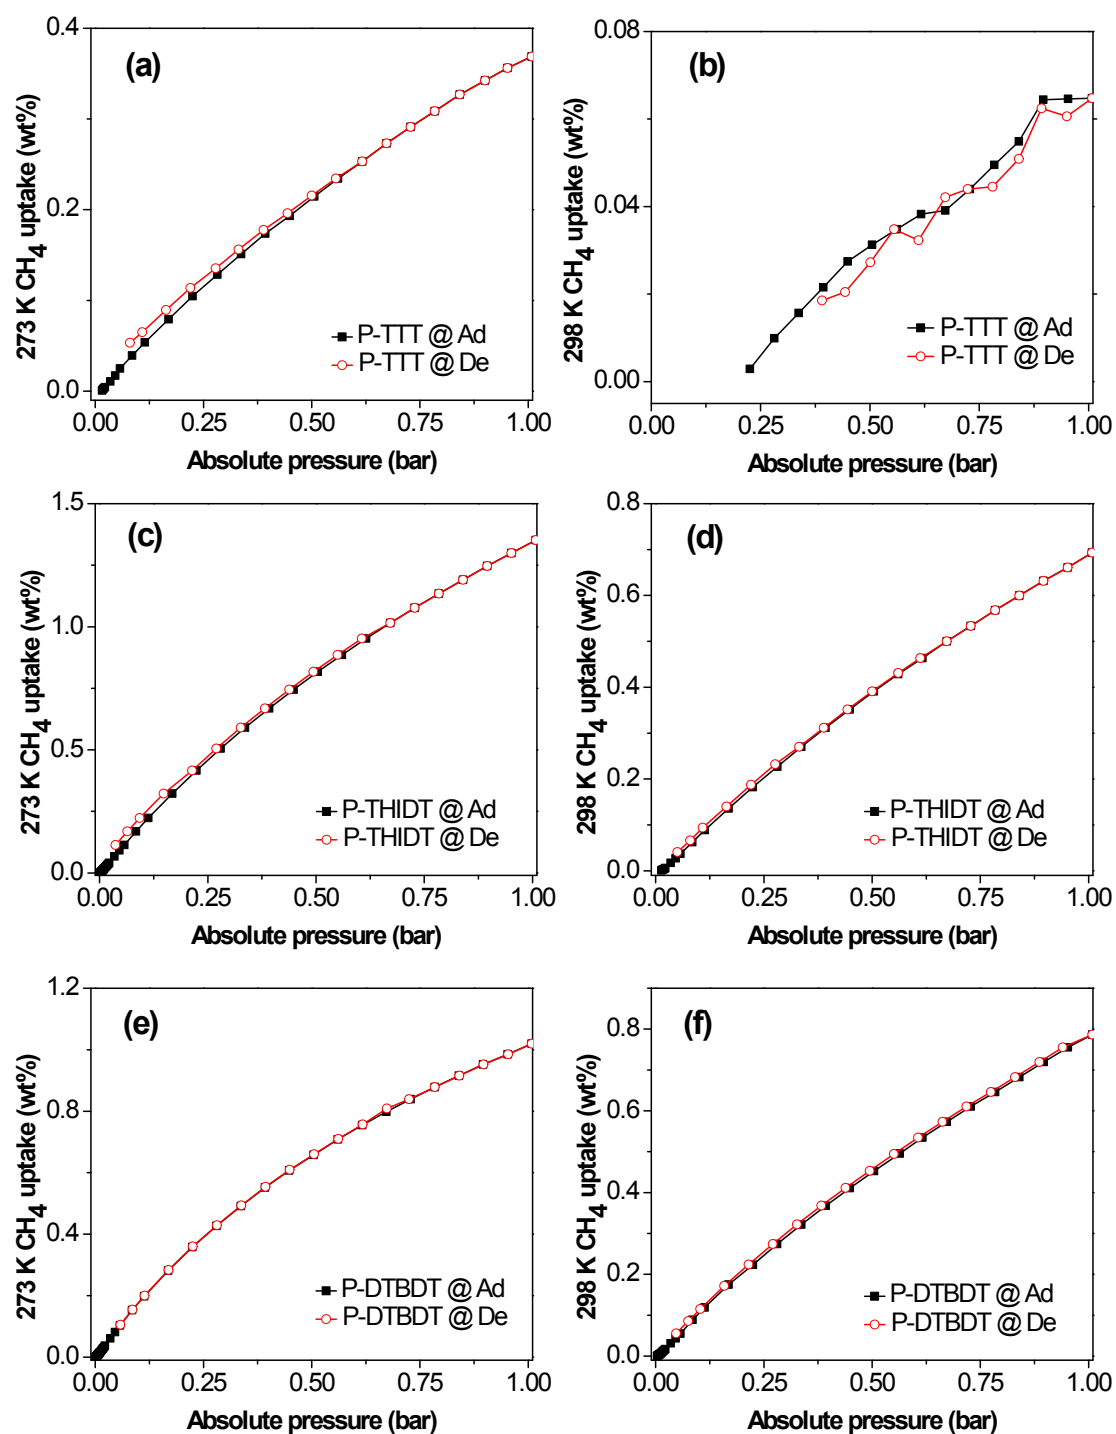 (a)
273 K CH4 uptake (wt%)
0.4
0.2
0.0
P-TTT @ Ad
P-TTT @ De
0.00 0.25 0.50 0.75 1.00
Absolute pressure (bar)
(b)
298 K CH4 uptake (wt%)
0.08
0.04
0.00
P-TTT @ Ad
P-TTT @ De
0.00 0.25 0.50 0.75 1.00
Absolute pressure (bar)
(c)
273 K CH4 uptake (wt%)
1.5
1.0
0.5
0.0
P-THIDT @ Ad
P-THIDT @ De
0.00 0.25 0.50 0.75 1.00
Absolute pressure (bar)
(d)
298 K CH4 uptake (wt%)
0.8
0.6
0.4
0.2
0.0
P-THIDT @ Ad
P-THIDT @ De
0.00 0.25 0.50 0.75 1.00
Absolute pressure (bar)
(e)
273 K CH4 uptake (wt%)
1.2
0.8
0.4
0.0
P-DTBDT @ Ad
P-DTBDT @ De
0.00 0.25 0.50 0.75 1.00
Absolute pressure (bar)
(f)
298 K CH4 uptake (wt%)
0.8
0.6
0.4
0.2
0.0
P-DTBDT @ Ad
P-DTBDT @ De
0.00 0.25 0.50 0.75 1.00
Absolute pressure (bar)